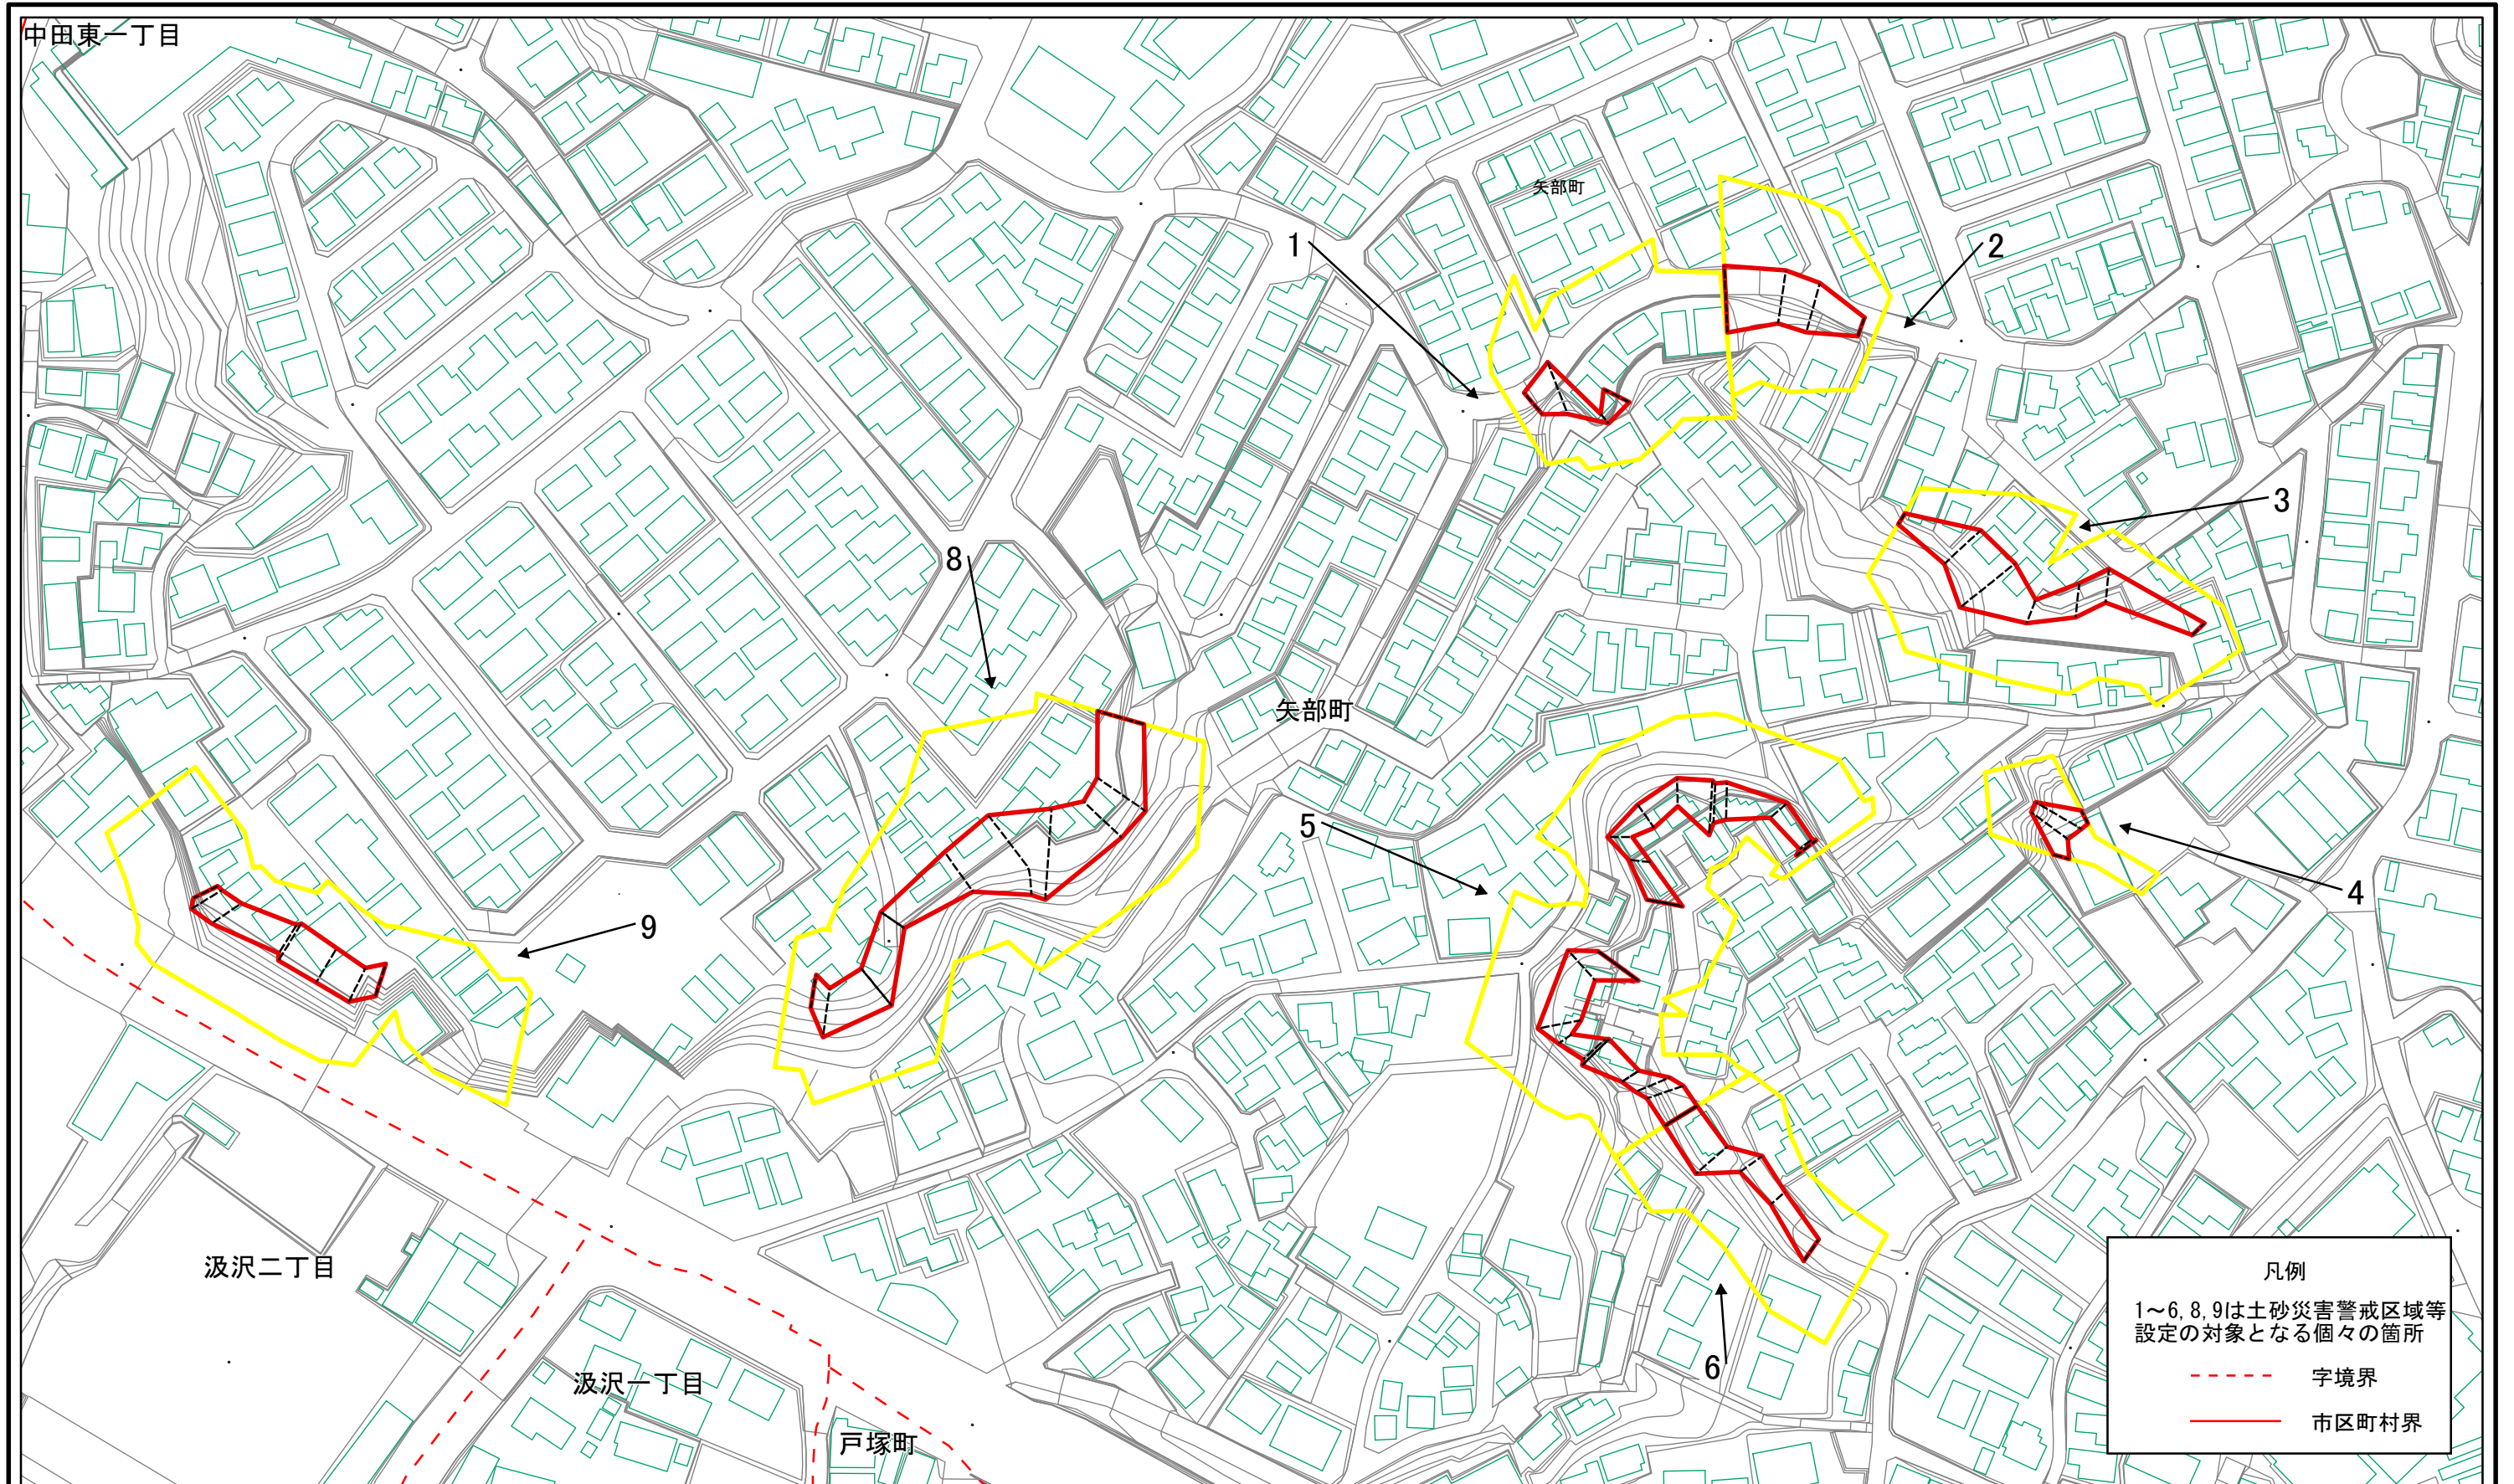 中田東一丁目
矢部町
1
2
3
8
矢部町
5
4
9
汲沢二丁目
6
汲沢一丁目
戸塚町
凡例
1～6,8,9は土砂災害警戒区域等
設定の対象となる個々の箇所
字境界
市区町村界